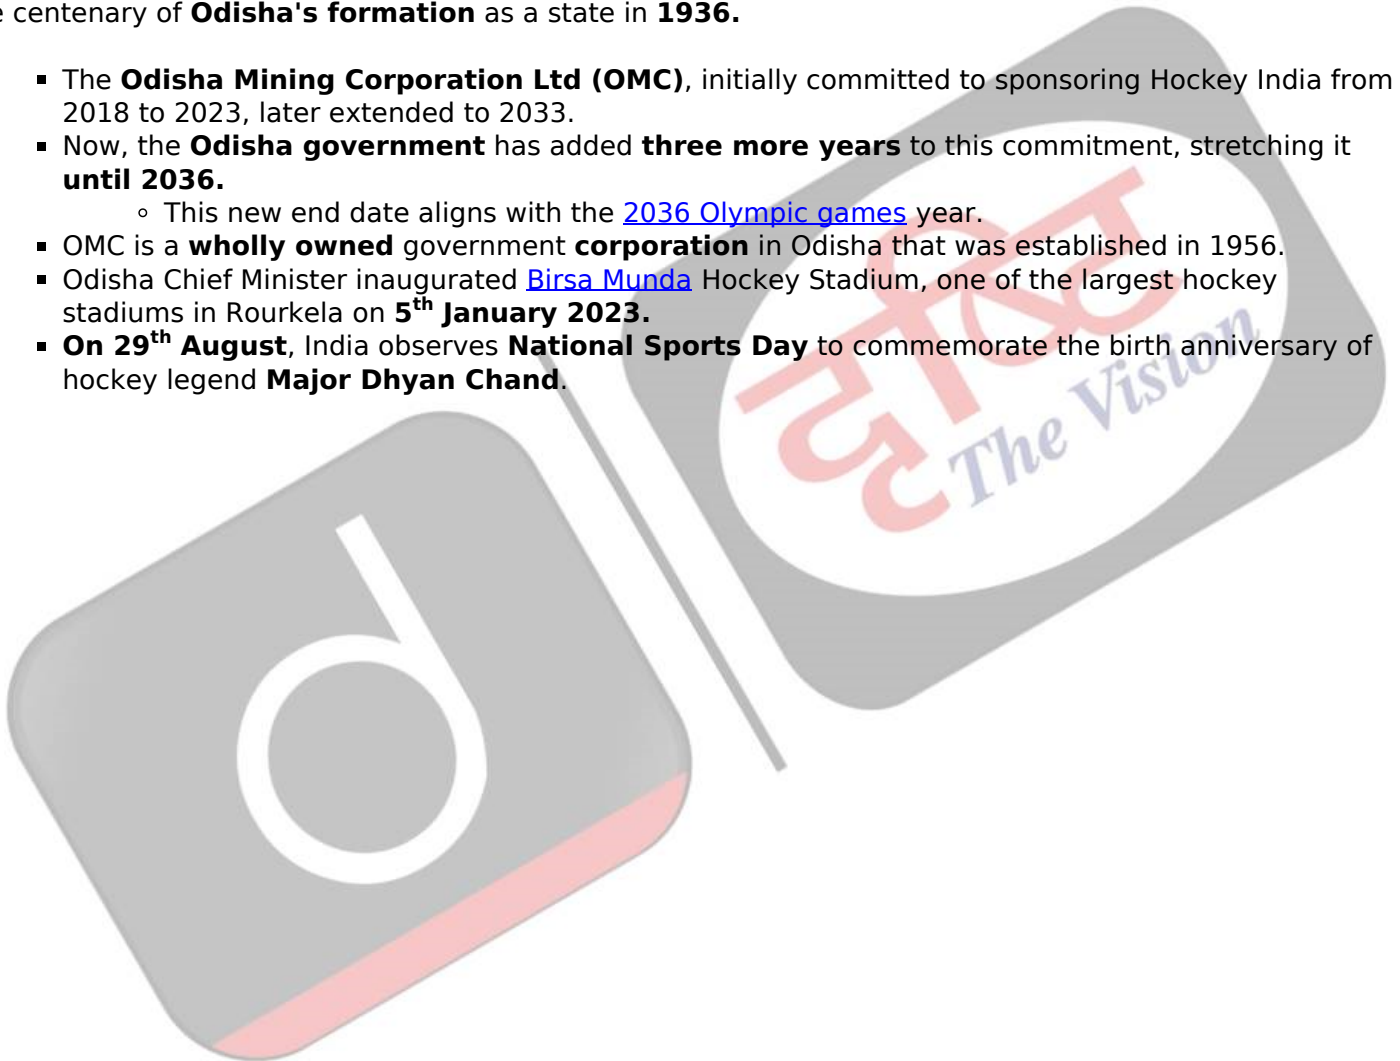 e centenary of Odisha's formation as a state in 1936.
▪ The Odisha Mining Corporation Ltd (OMC), initially committed to sponsoring Hockey India from
2018 to 2023, later extended to 2033.
▪ Now, the Odisha government has added three more years to this commitment, stretching it
until 2036.
◦ This new end date aligns with the 2036 Olympic games year.
▪ OMC is a wholly owned government corporation in Odisha that was established in 1956.
▪ Odisha Chief Minister inaugurated Birsa Munda Hockey Stadium, one of the largest hockey
stadiums in Rourkela on 5th January 2023.
▪ On 29th August, India observes National Sports Day to commemorate the birth anniversary of
hockey legend Major Dhyan Chand.
दृष्टि
The Vision
d